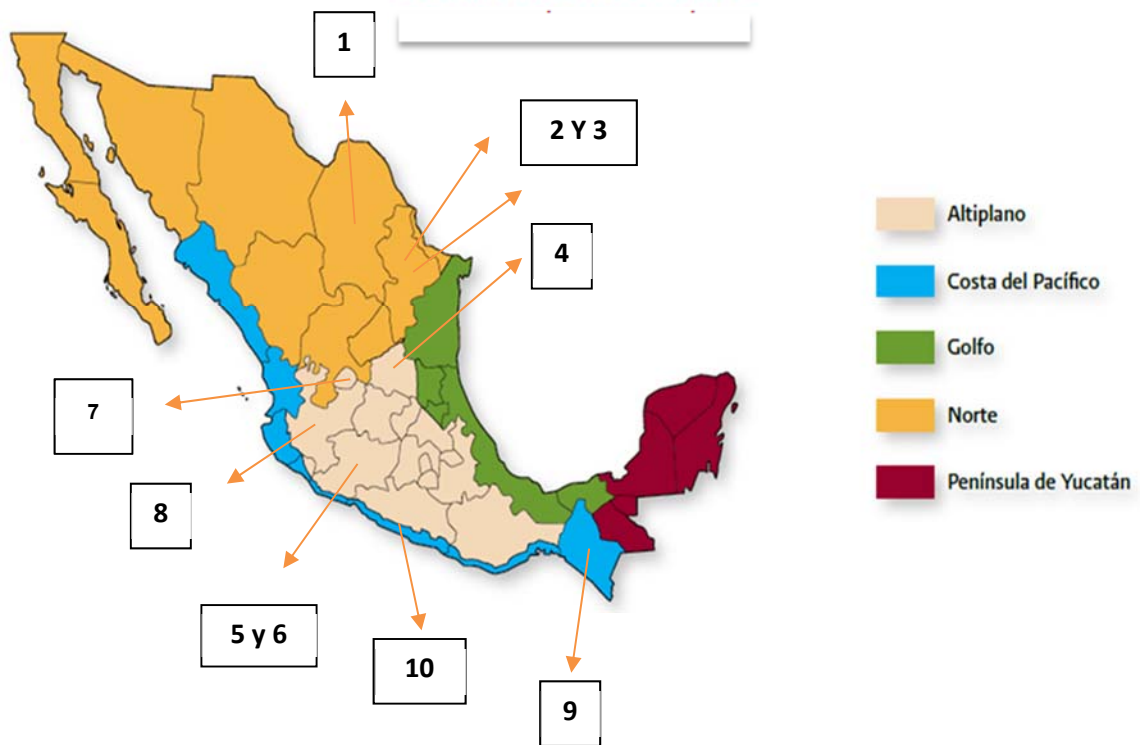 1
2 Y 3
4
7
8
5 y 6
10
9
Altiplano
Costa del Pacífico
Golfo
Norte
Península de Yucatán